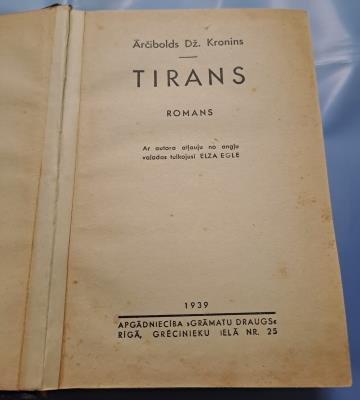 Arčibolds Dž. Kronins
TIRANS
ROMANS
Ar autora atļauju no angļu
valodas tulkojusi ELZA EGLE
1939
APGĀDNIECĪBA »GRĀMATU DRAUGS«
RĪGĀ, GRĒCINIEKU IELĀ NR. 25